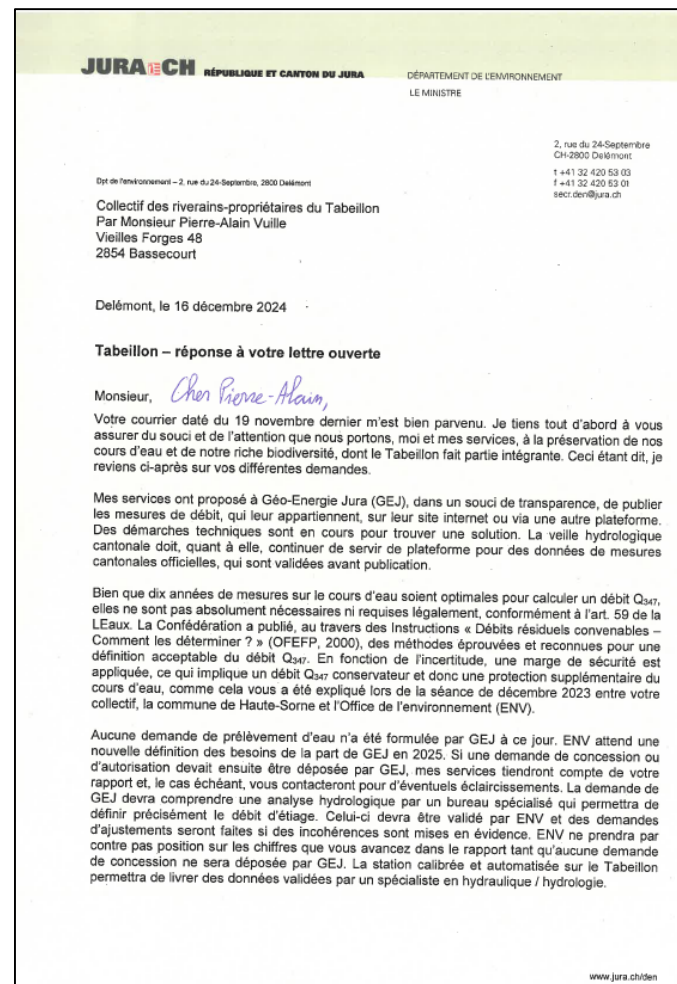 JURA CH RÉPUBLIQUE ET CANTON DU JURA
DÉPARTEMENT DE L'ENVIRONNEMENT
LE MINISTRE
2, rue du 24-Septembre
CH-2800 Delémont
t +41 32 420 53 03
f +41 32 420 53 01
secr.den@jura.ch
Dpt de l'environnement – 2, rue du 24-Septembre, 2800 Delémont
Collectif des riverains-propriétaires du Tabeillon
Par Monsieur Pierre-Alain Vuille
Vieilles Forges 48
2854 Bassecourt
Delémont, le 16 décembre 2024
Tabeillon – réponse à votre lettre ouverte
Monsieur, Cher Pierre-Alain,
Votre courrier daté du 19 novembre dernier m'est bien parvenu. Je tiens tout d'abord à vous
assurer du souci et de l'attention que nous portons, moi et mes services, à la préservation de nos
cours d'eau et de notre riche biodiversité, dont le Tabeillon fait partie intégrante. Ceci étant dit, je
reviens ci-après sur vos différentes demandes.
Mes services ont proposé à Géo-Energie Jura (GEJ), dans un souci de transparence, de publier
les mesures de débit, qui leur appartiennent, sur leur site internet ou via une autre plateforme.
Des démarches techniques sont en cours pour trouver une solution. La veille hydrologique
cantonale doit, quant à elle, continuer de servir de plateforme pour des données de mesures
cantonales officielles, qui sont validées avant publication.
Bien que dix années de mesures sur le cours d'eau soient optimales pour calculer un débit Q₃₄₇,
elles ne sont pas absolument nécessaires ni requises légalement, conformément à l'art. 59 de la
LEaux. La Confédération a publié, au travers des Instructions « Débits résiduels convenables –
Comment les déterminer ? » (OFEFP, 2000), des méthodes éprouvées et reconnues pour une
définition acceptable du débit Q₃₄₇. En fonction de l'incertitude, une marge de sécurité est
appliquée, ce qui implique un débit Q₃₄₇ conservateur et donc une protection supplémentaire du
cours d'eau, comme cela vous a été expliqué lors de la séance de décembre 2023 entre votre
collectif, la commune de Haute-Sorne et l'Office de l'environnement (ENV).
Aucune demande de prélèvement d'eau n'a été formulée par GEJ à ce jour. ENV attend une
nouvelle définition des besoins de la part de GEJ en 2025. Si une demande de concession ou
d'autorisation devait ensuite être déposée par GEJ, mes services tiendront compte de votre
rapport et, le cas échéant, vous contacteront pour d'éventuels éclaircissements. La demande de
GEJ devra comprendre une analyse hydrologique par un bureau spécialisé qui permettra de
définir précisément le débit d'étiage. Celui-ci devra être validé par ENV et des demandes
d'ajustements seront faites si des incohérences sont mises en évidence. ENV ne prendra par
contre pas position sur les chiffres que vous avancez dans le rapport tant qu'aucune demande
de concession ne sera déposée par GEJ. La station calibrée et automatisée sur le Tabeillon
permettra de livrer des données validées par un spécialiste en hydraulique / hydrologie.
www.jura.ch/den